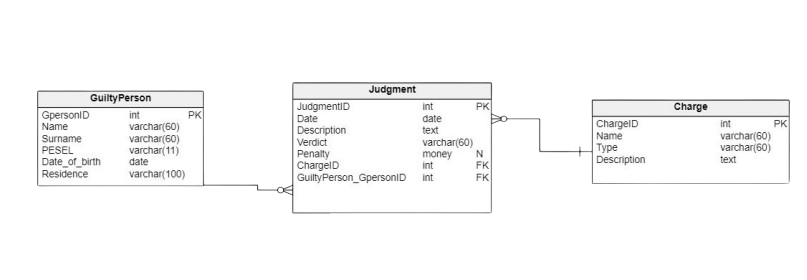 GuiltyPerson
GpersonID int PK
Name varchar(60)
Surname varchar(60)
PESEL varchar(11)
Date_of_birth date
Residence varchar(100)
Judgment
JudgmentID int PK
Date date
Description text
Verdict varchar(60)
Penalty money N
ChargeID int FK
GuiltyPerson_GpersonID int FK
Charge
ChargeID int PK
Name varchar(60)
Type varchar(60)
Description text